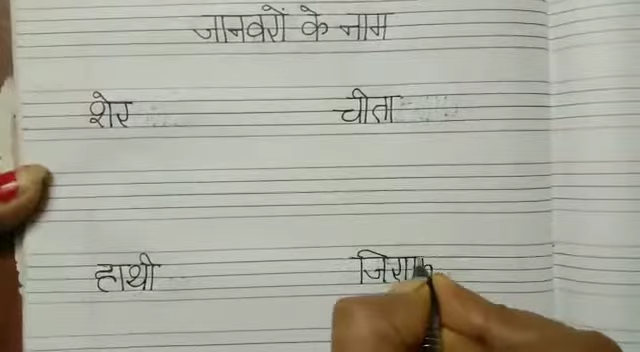 जानवरों के नाम
शेर चीता
हाथी